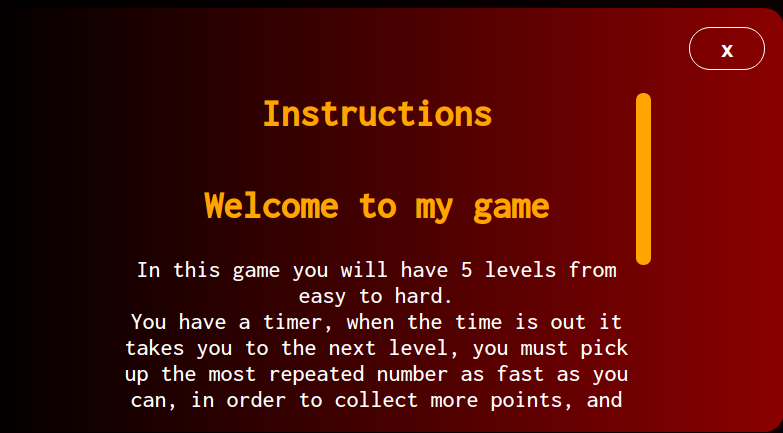 x
Instructions
Welcome to my game
In this game you will have 5 levels from
easy to hard.
You have a timer, when the time is out it
takes you to the next level, you must pick
up the most repeated number as fast as you
can, in order to collect more points, and